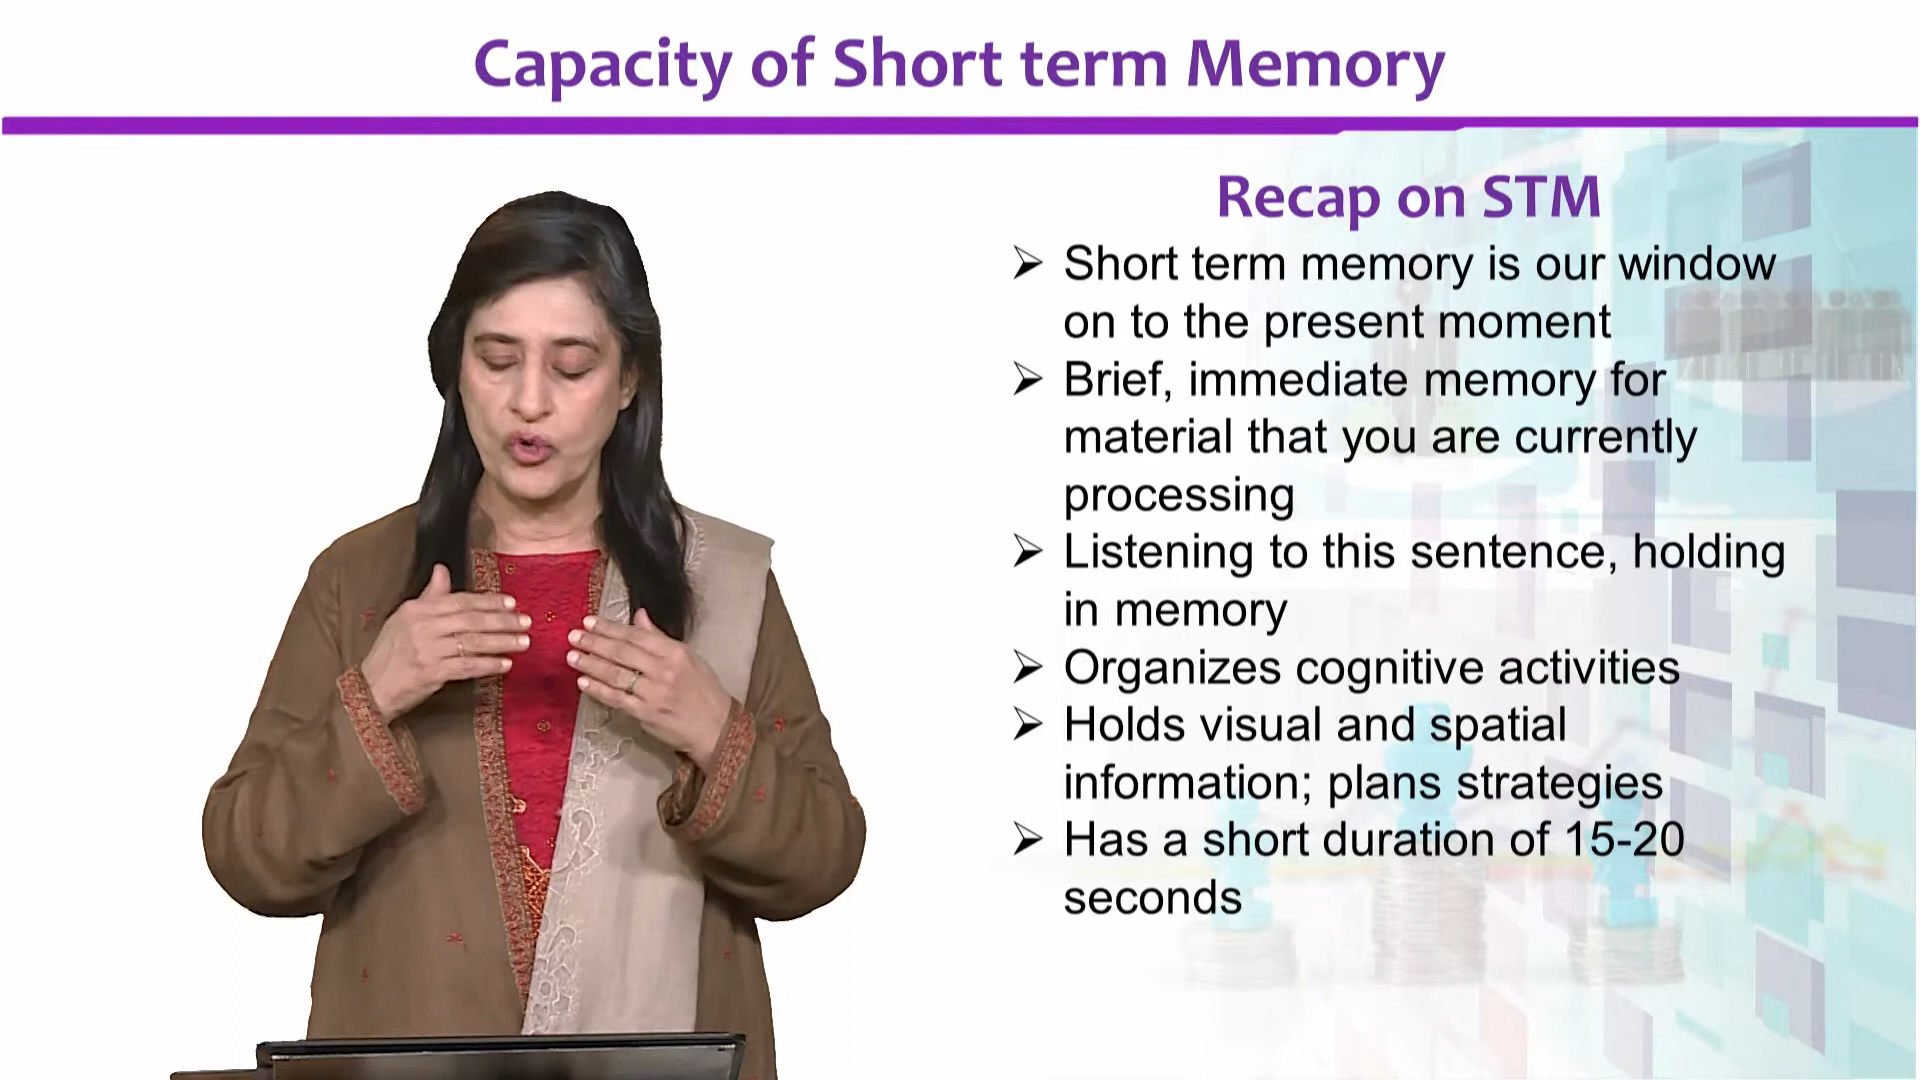 Capacity of Short term Memory
Recap on STM
➢ Short term memory is our window
on to the present moment
➢ Brief, immediate memory for
material that you are currently
processing
➢ Listening to this sentence, holding
in memory
➢ Organizes cognitive activities
➢ Holds visual and spatial
information; plans strategies
➢ Has a short duration of 15-20
seconds